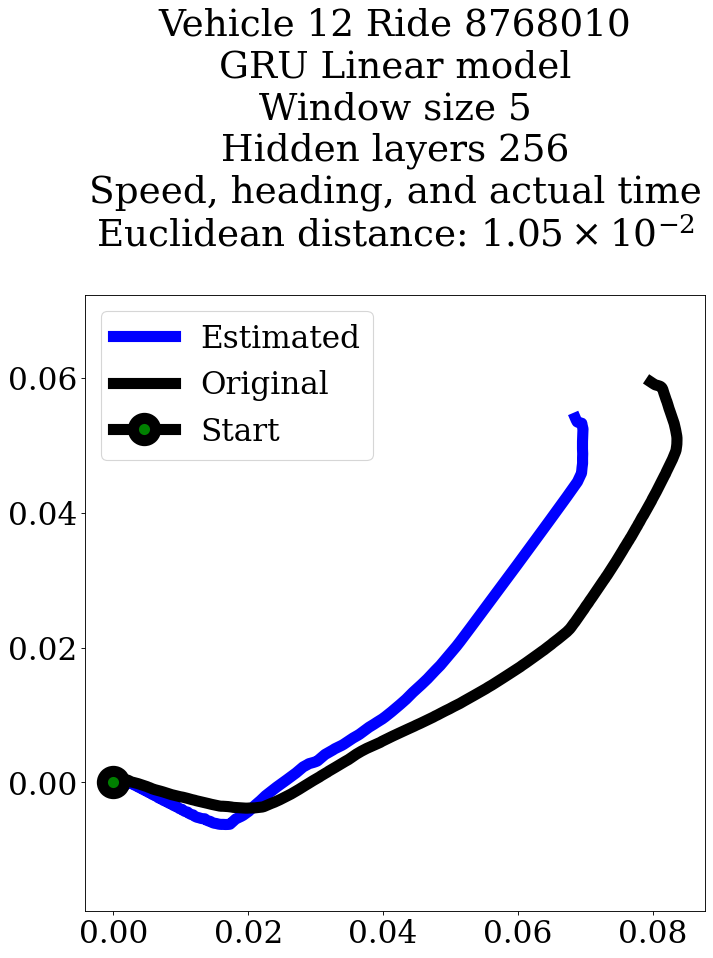 Vehicle 12 Ride 8768010
GRU Linear model
Window size 5
Hidden layers 256
Speed, heading, and actual time
Euclidean distance: 1.05 × 10⁻²
Estimated
Original
Start
0.06
0.04
0.02
0.00
0.00 0.02 0.04 0.06 0.08